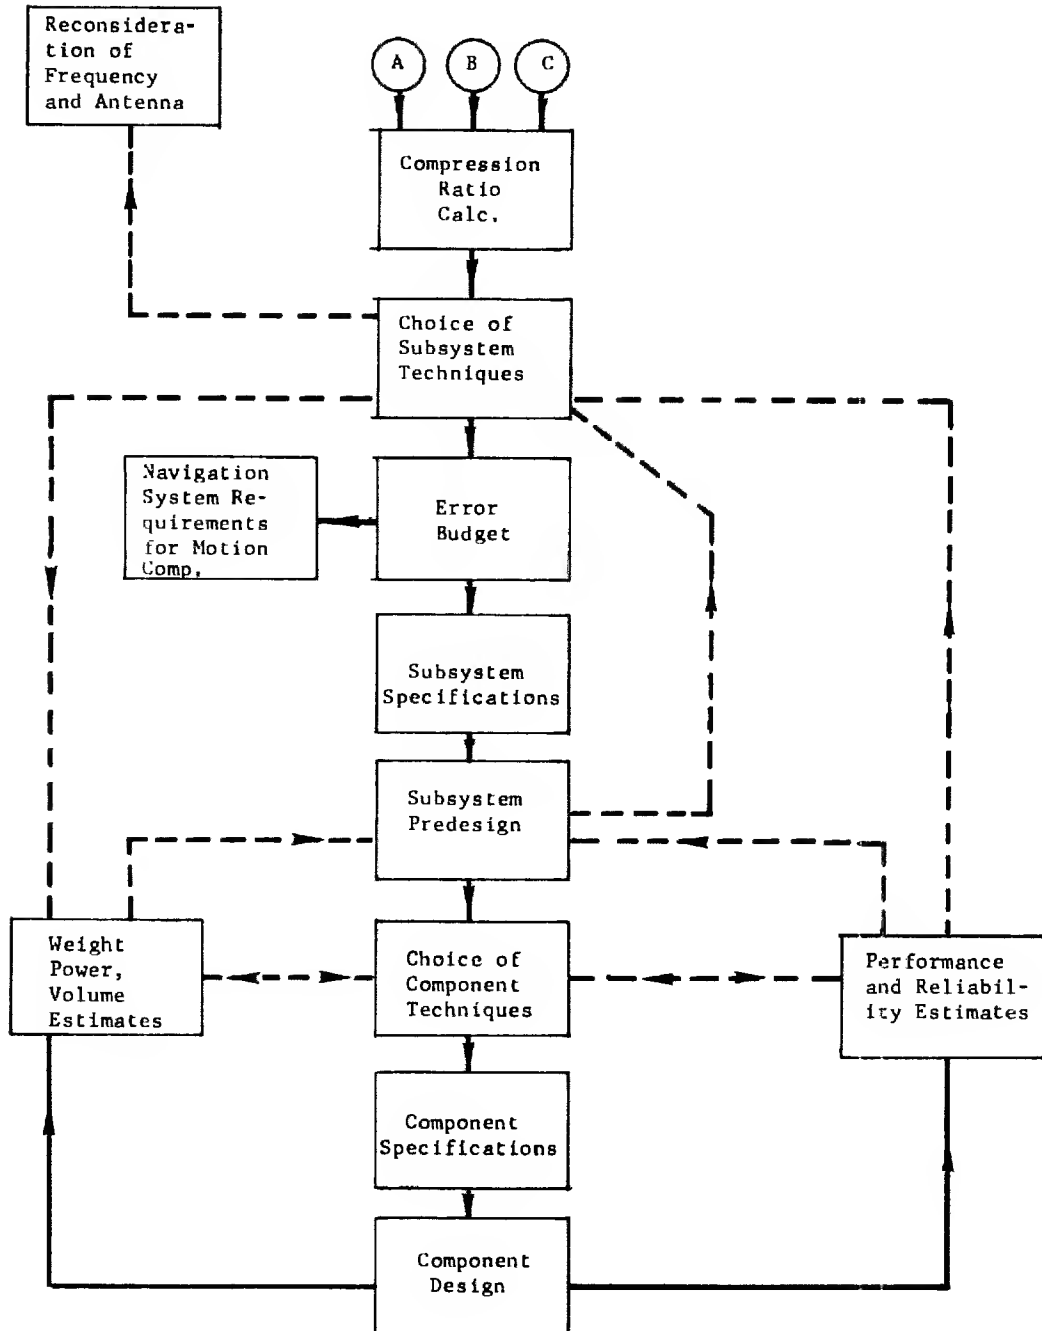 Reconsidera-
tion of
Frequency
and Antenna
A
B
C
Compression
Ratio
Calc.
Choice of
Subsystem
Techniques
Navigation
System Re-
quirements
for Motion
Comp.
Error
Budget
Subsystem
Specifications
Subsystem
Predesign
Weight
Power,
Volume
Estimates
Choice of
Component
Techniques
Performance
and Reliabil-
ity Estimates
Component
Specifications
Component
Design